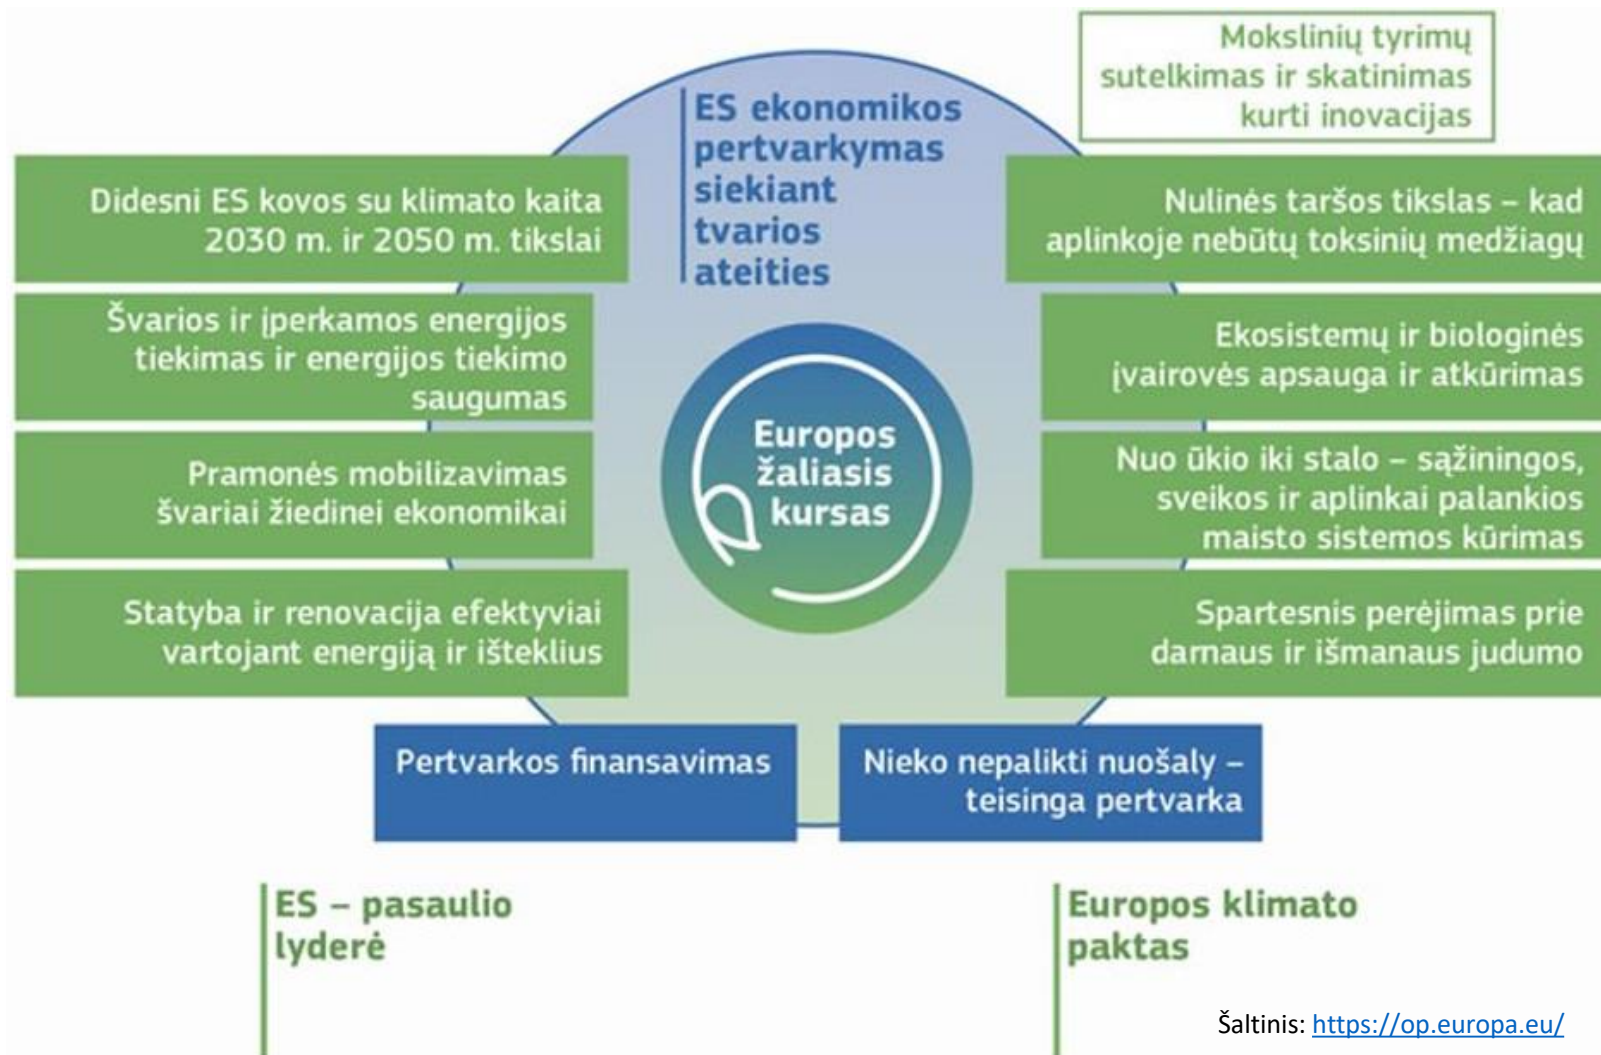 Mokslinių tyrimų
sutelkimas ir skatinimas
kurti inovacijas
ES ekonomikos
pertvarkymas
siekiant
tvarios
ateities
Didesni ES kovos su klimato kaita
2030 m. ir 2050 m. tikslai
Švarios ir įperkamos energijos
tiekimas ir energijos tiekimo
saugumas
Pramonės mobilizavimas
švariai žiedinei ekonomikai
Statyba ir renovacija efektyviai
vartojant energiją ir išteklius
Europos
žaliasis
kursas
Nulinės taršos tikslas – kad
aplinkoje nebūtų toksinių medžiagų
Ekosistemų ir biologinės
įvairovės apsauga ir atkūrimas
Nuo ūkio iki stalo – sąžiningos,
sveikos ir aplinkai palankios
maisto sistemos kūrimas
Spartesnis perėjimas prie
darnaus ir išmanaus judumo
Pertvarkos finansavimas
Nieko nepalikti nuošaly –
teisinga pertvarka
ES – pasaulio
lyderė
Europos klimato
paktas
Šaltinis: https://op.europa.eu/